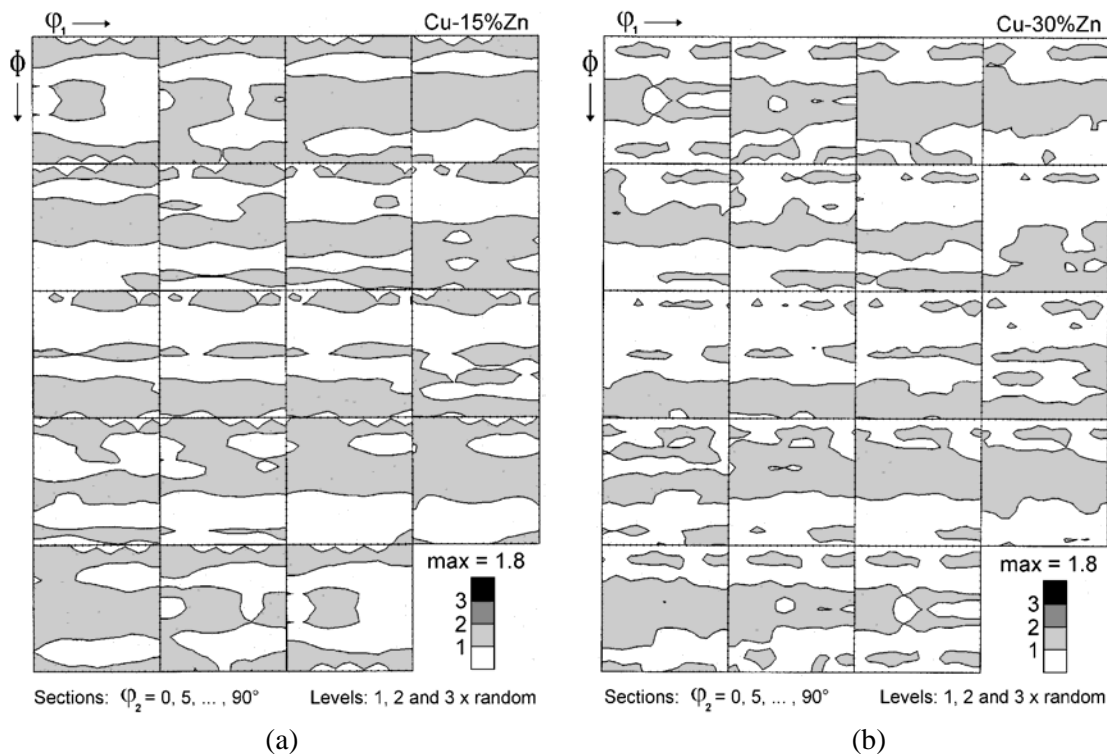 φ₁ → Cu-15%Zn
Φ ↓
max = 1.8
3
2
1
Sections: φ₂ = 0, 5, ... , 90° Levels: 1, 2 and 3 x random
(a)
φ₁ → Cu-30%Zn
Φ ↓
max = 1.8
3
2
1
Sections: φ₂ = 0, 5, ... , 90° Levels: 1, 2 and 3 x random
(b)